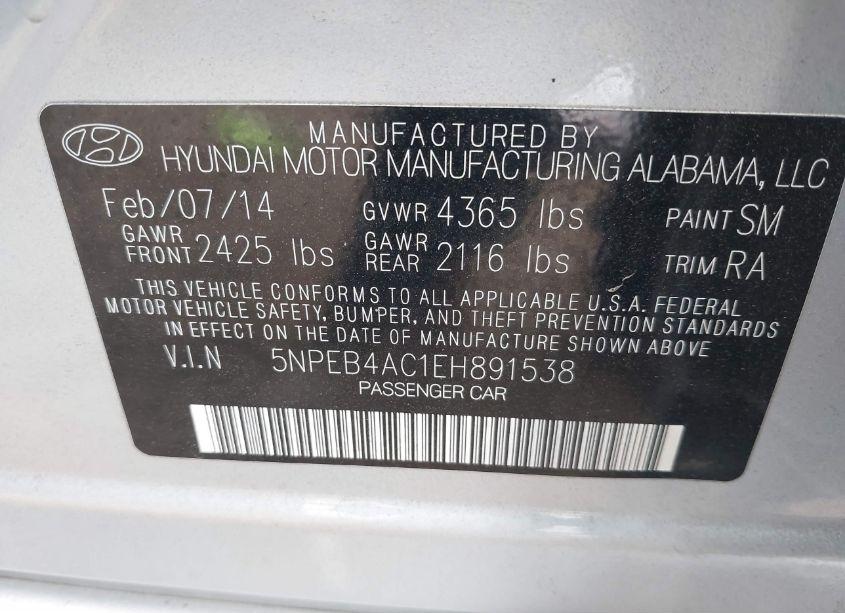 MANUFACTURED BY
HYUNDAI MOTOR MANUFACTURING ALABAMA, LLC
Feb/07/14 GVWR 4365 lbs PAINT SM
GAWR FRONT 2425 lbs GAWR REAR 2116 lbs TRIM RA
THIS VEHICLE CONFORMS TO ALL APPLICABLE U.S.A. FEDERAL
MOTOR VEHICLE SAFETY, BUMPER, AND THEFT PREVENTION STANDARDS
IN EFFECT ON THE DATE OF MANUFACTURE SHOWN ABOVE
V.I.N 5NPEB4AC1EH891538
PASSENGER CAR